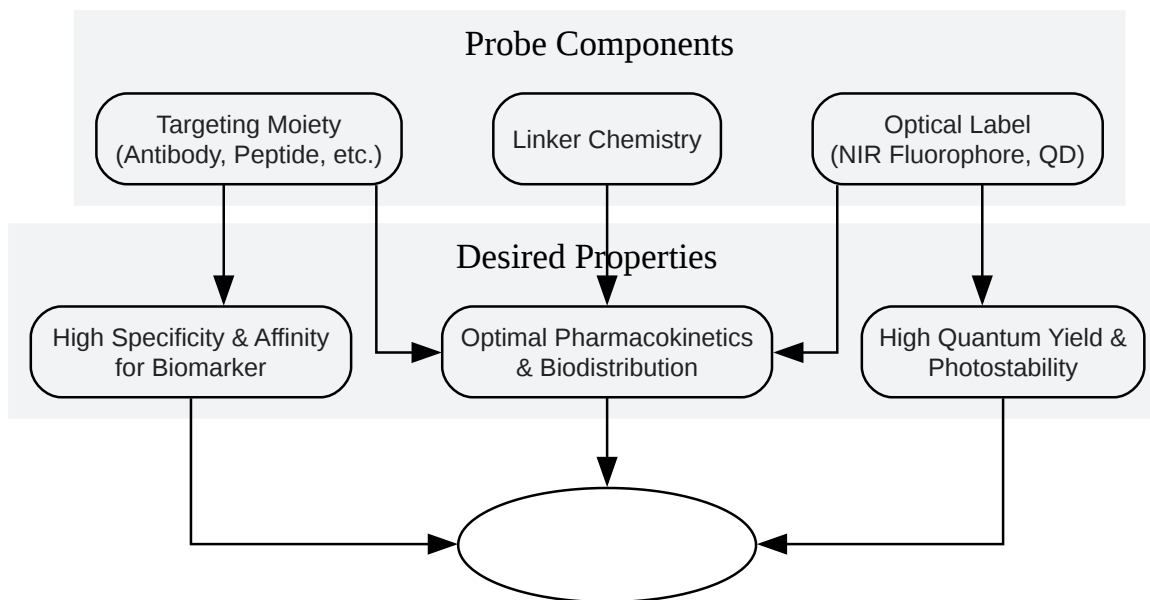 Probe Components
Targeting Moiety
(Antibody, Peptide, etc.)
Linker Chemistry
Optical Label
(NIR Fluorophore, QD)
Desired Properties
High Specificity & Affinity
for Biomarker
Optimal Pharmacokinetics
& Biodistribution
High Quantum Yield &
Photostability